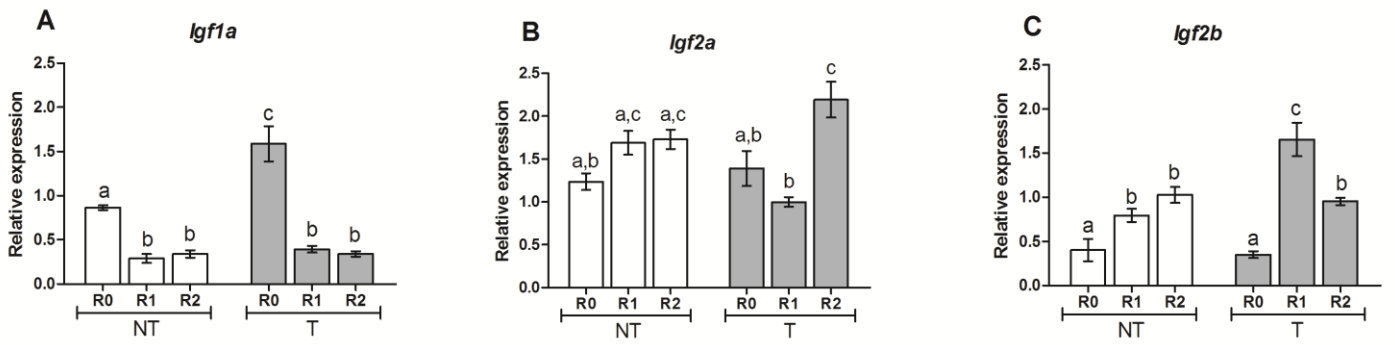 A
Igf1a
Relative expression
2.5
2.0
1.5
1.0
0.5
0.0
a
b
b
c
b
b
R0 R1 R2 R0 R1 R2
NT T
B
Igf2a
Relative expression
2.5
2.0
1.5
1.0
0.5
0.0
a,b
a,c
a,c
a,b
b
c
R0 R1 R2 R0 R1 R2
NT T
C
Igf2b
Relative expression
2.5
2.0
1.5
1.0
0.5
0.0
a
b
b
a
c
b
R0 R1 R2 R0 R1 R2
NT T